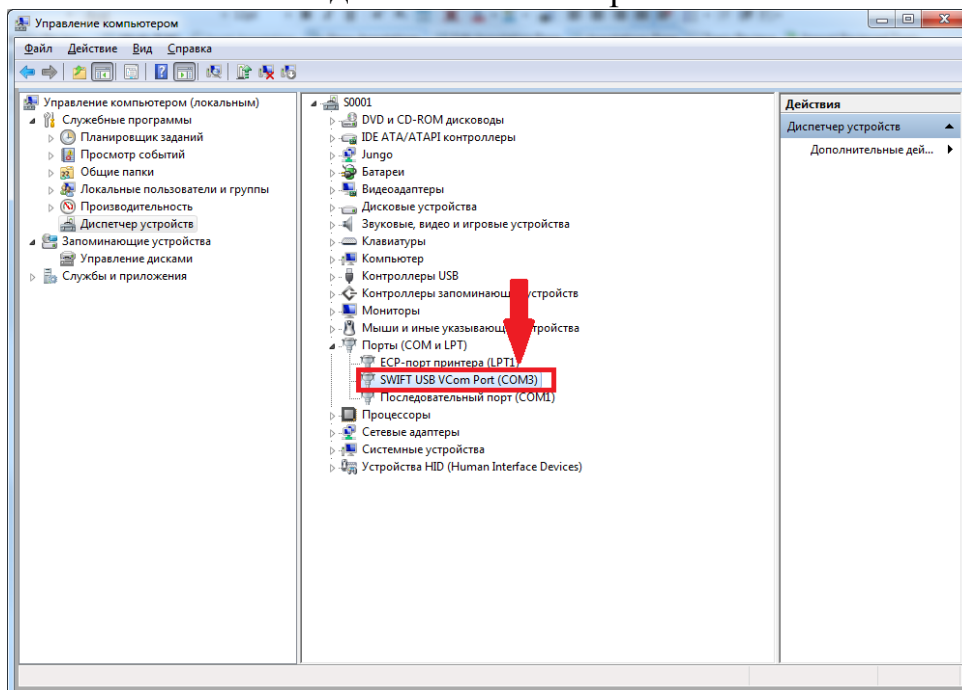 Управление компьютером
Файл Действие Вид Справка
Управление компьютером (локальным)
Служебные программы
Планировщик заданий
Просмотр событий
Общие папки
Локальные пользователи и группы
Производительность
Диспетчер устройств
Запоминающие устройства
Управление дисками
Службы и приложения
S0001
DVD и CD-ROM дисководы
IDE ATA/ATAPI контроллеры
Jungo
Батареи
Видеоадаптеры
Дисковые устройства
Звуковые, видео и игровые устройства
Клавиатуры
Компьютер
Контроллеры USB
Контроллеры запоминающ устройств
Мониторы
Мыши и иные указывающ тройства
Порты (COM и LPT)
ECP-порт принтера (LPT1)
SWIFT USB VCom Port (COM3)
Последовательный порт (COM1)
Процессоры
Сетевые адаптеры
Системные устройства
Устройства HID (Human Interface Devices)
Действия
Диспетчер устройств
Дополнительные дей...